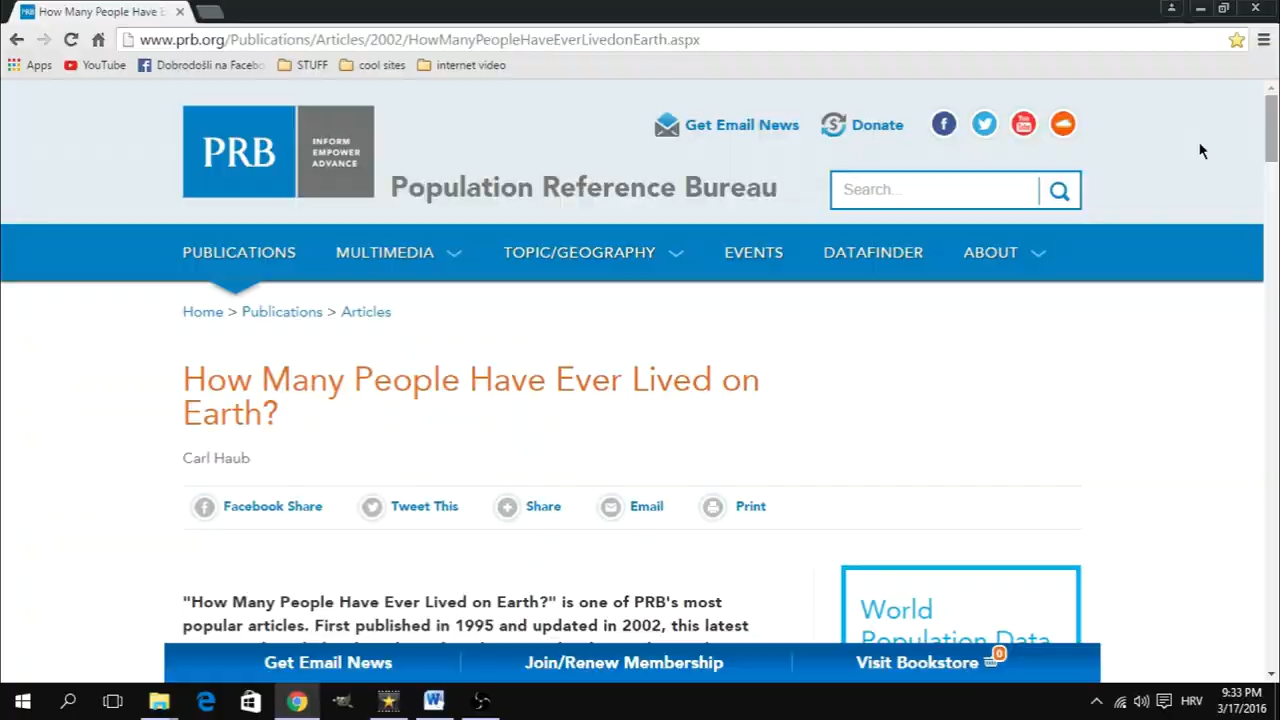 How Many People Have E
www.prb.org/Publications/Articles/2002/HowManyPeopleHaveEverLivedonEarth.aspx
Apps YouTube Dobrodošli na Facebo STUFF cool sites internet video
Get Email News Donate
PRB INFORM EMPOWER ADVANCE
Population Reference Bureau
Search...
PUBLICATIONS MULTIMEDIA TOPIC/GEOGRAPHY EVENTS DATAFINDER ABOUT
Home > Publications > Articles
How Many People Have Ever Lived on
Earth?
Carl Haub
Facebook Share Tweet This Share Email Print
"How Many People Have Ever Lived on Earth?" is one of PRB's most
popular articles. First published in 1995 and updated in 2002, this latest
World
Population Data
Get Email News Join/Renew Membership Visit Bookstore 0
HRV 9:33 PM
3/17/2016